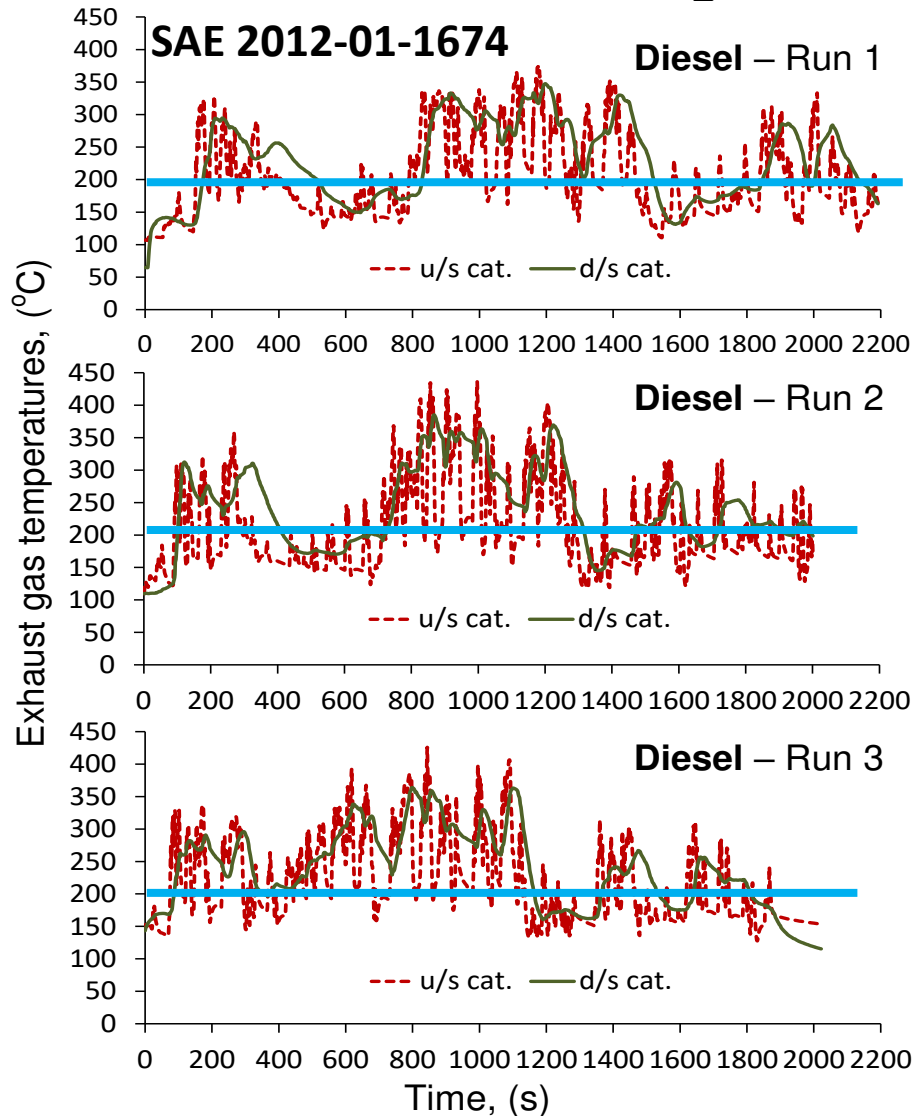 450
SAE 2012-01-1674
Diesel – Run 1
400
350
300
250
200
150
100
50
0
u/s cat.
d/s cat.
0 200 400 600 800 1000 1200 1400 1600 1800 2000 2200
Exhaust gas temperatures, (°C)
450
Diesel – Run 2
400
350
300
250
200
150
100
50
0
u/s cat.
d/s cat.
0 200 400 600 800 1000 1200 1400 1600 1800 2000 2200
450
Diesel – Run 3
400
350
300
250
200
150
100
50
0
u/s cat.
d/s cat.
0 200 400 600 800 1000 1200 1400 1600 1800 2000 2200
Time, (s)